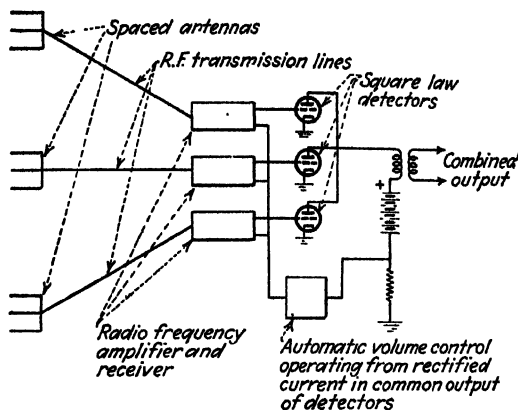 Spaced antennas
R.F. transmission lines
Square law
detectors
Combined
output
+
Radio frequency
amplifier and
receiver
Automatic volume control
operating from rectified
current in common output
of detectors